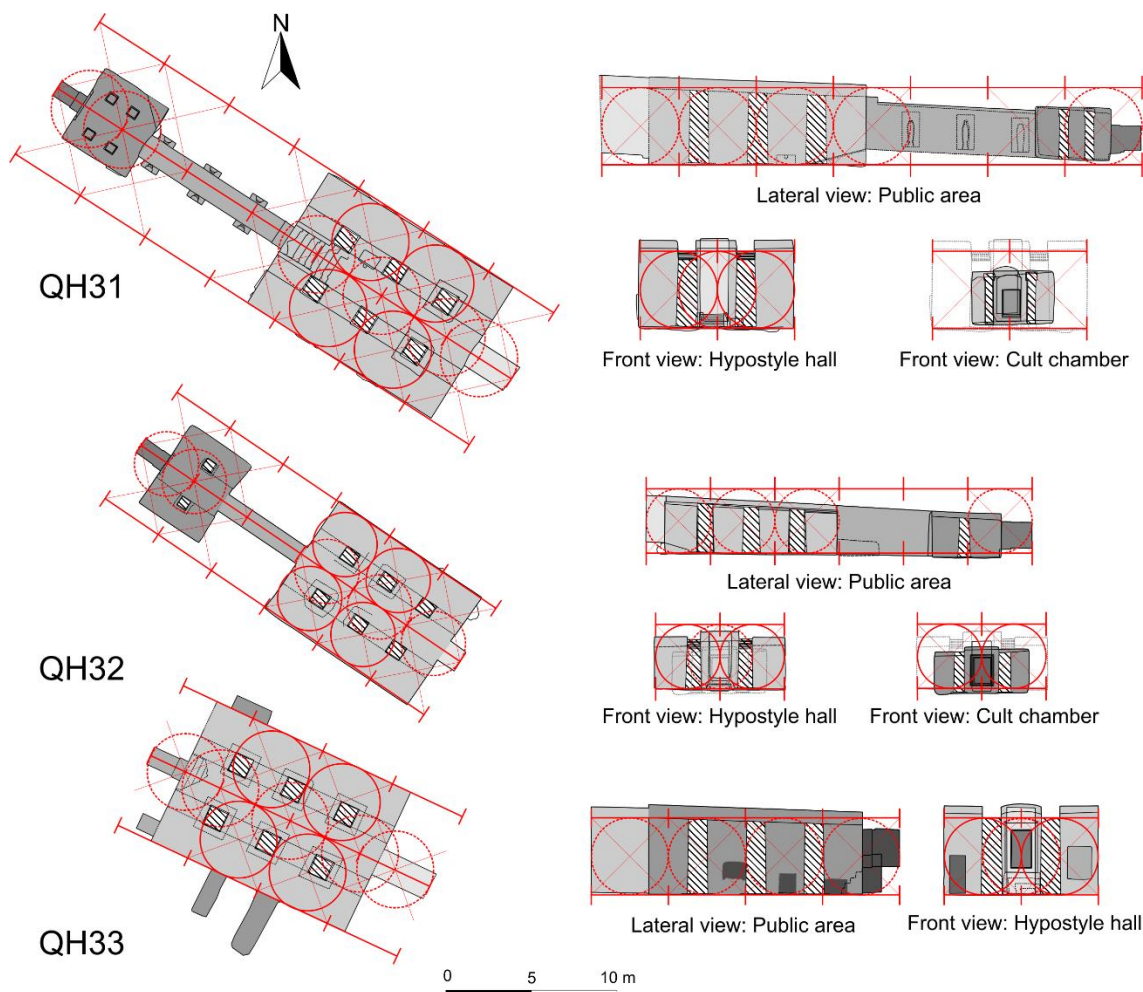 N
QH31
Lateral view: Public area
Front view: Hypostyle hall
Front view: Cult chamber
QH32
Lateral view: Public area
Front view: Hypostyle hall
Front view: Cult chamber
QH33
Lateral view: Public area
Front view: Hypostyle hall
0 5 10 m